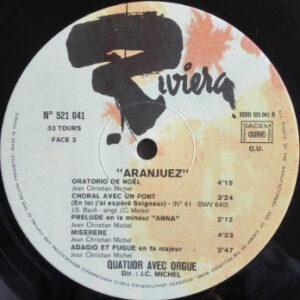 Riviera
N° 521 041
33 TOURS
FACE 2
SACEM
G.U.
"ARANJUEZ"
ORATORIO DE NOËL 4'15
Jean Christian Michel
CHORAL AVEC UN PONT 3'24
(En toi j'ai espéré Seigneur) - (N° 41 - BWV 640)
J.S. Bach - arrgt J.C. Michel
PRELUDE en la mineur "ANNA" 2'12
Jean Christian Michel
MISERERE 4'23
Jean Christian Michel
ADAGIO ET FUGUE en fa majeur 2'47
Jean Christian Michel
QUATUOR AVEC ORGUE
Dir. : J.C. MICHEL